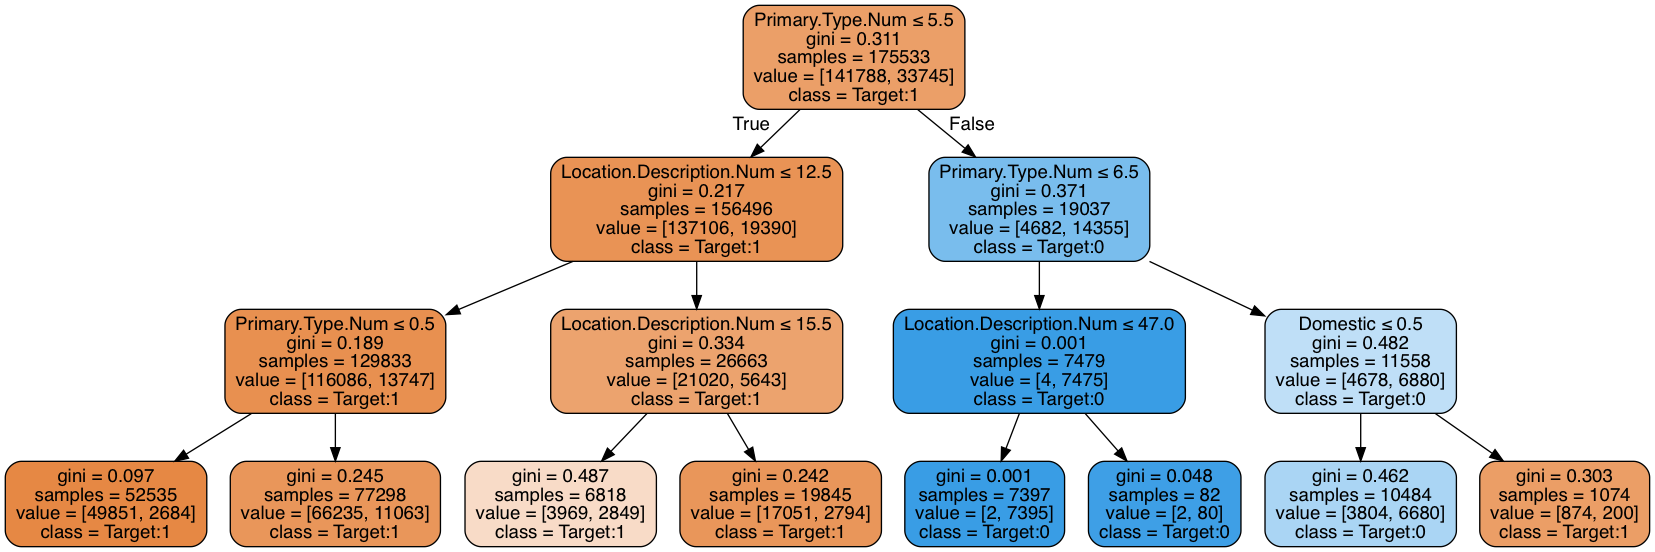 Primary.Type.Num ≤ 5.5
gini = 0.311
samples = 175533
value = [141788, 33745]
class = Target:1
True
False
Location.Description.Num ≤ 12.5
gini = 0.217
samples = 156496
value = [137106, 19390]
class = Target:1
Primary.Type.Num ≤ 6.5
gini = 0.371
samples = 19037
value = [4682, 14355]
class = Target:0
Primary.Type.Num ≤ 0.5
gini = 0.189
samples = 129833
value = [116086, 13747]
class = Target:1
Location.Description.Num ≤ 15.5
gini = 0.334
samples = 26663
value = [21020, 5643]
class = Target:1
Location.Description.Num ≤ 47.0
gini = 0.001
samples = 7479
value = [4, 7475]
class = Target:0
Domestic ≤ 0.5
gini = 0.482
samples = 11558
value = [4678, 6880]
class = Target:0
gini = 0.097
samples = 52535
value = [49851, 2684]
class = Target:1
gini = 0.245
samples = 77298
value = [66235, 11063]
class = Target:1
gini = 0.487
samples = 6818
value = [3969, 2849]
class = Target:1
gini = 0.242
samples = 19845
value = [17051, 2794]
class = Target:1
gini = 0.001
samples = 7397
value = [2, 7395]
class = Target:0
gini = 0.048
samples = 82
value = [2, 80]
class = Target:0
gini = 0.462
samples = 10484
value = [3804, 6680]
class = Target:0
gini = 0.303
samples = 1074
value = [874, 200]
class = Target:1